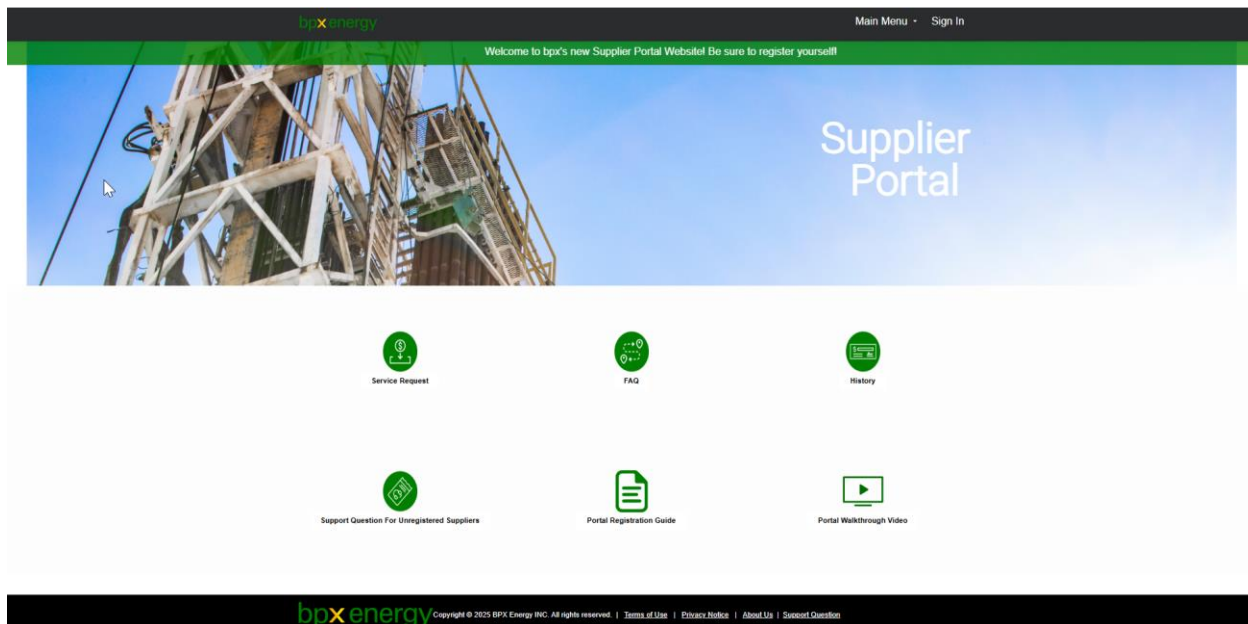 bpx energy
Main Menu
Sign In
Welcome to bpx's new Supplier Portal Website! Be sure to register yourself!
Supplier
Portal
Service Request
FAQ
History
Support Question For Unregistered Suppliers
Portal Registration Guide
Portal Walkthrough Video
bpx energy Copyright © 2025 BPX Energy INC. All rights reserved. | Terms of Use | Privacy Notice | About Us | Support Question